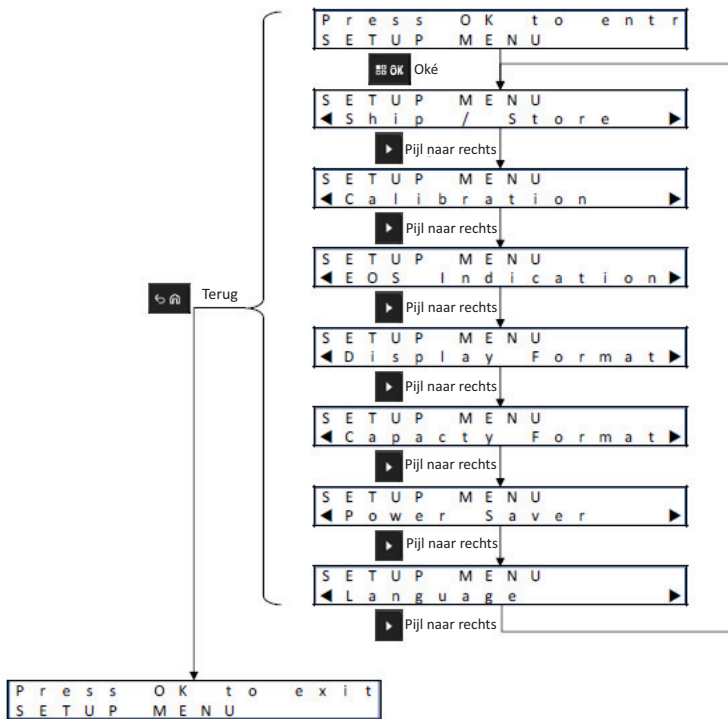 Press OK to entr
SETUP MENU
OK Oké
SETUP MENU
◀Ship / Store ▶
Pijl naar rechts
SETUP MENU
◀Calibration ▶
Pijl naar rechts
SETUP MENU
◀EOS Indication▶
Pijl naar rechts
Terug
SETUP MENU
◀Display Format▶
Pijl naar rechts
SETUP MENU
◀Capacty Format▶
Pijl naar rechts
SETUP MENU
◀Power Saver ▶
Pijl naar rechts
SETUP MENU
◀Language ▶
Pijl naar rechts
Press OK to exit
SETUP MENU